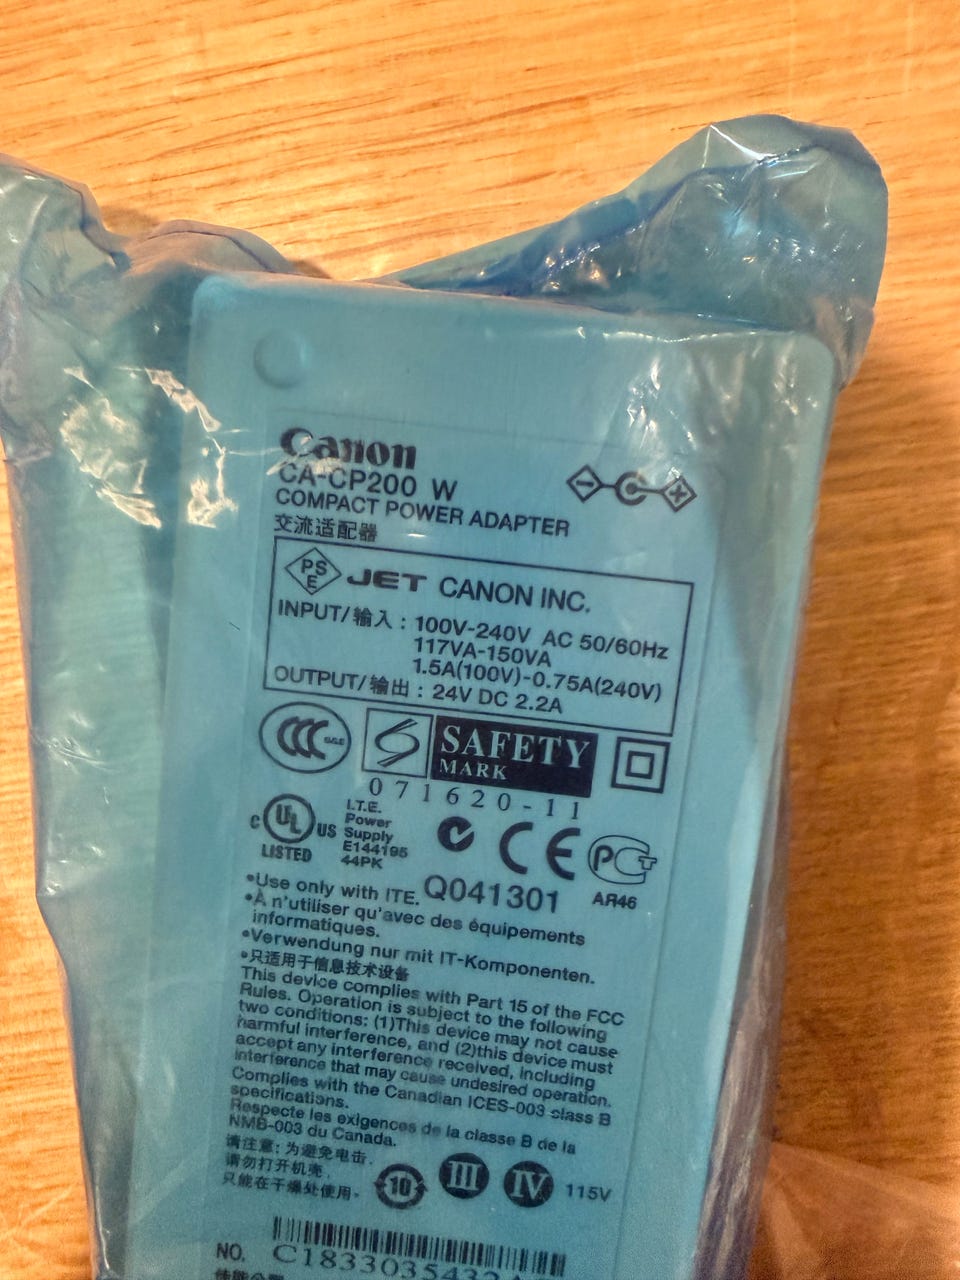 Canon
CA-CP200 W
COMPACT POWER ADAPTER
交流适配器
PS
E
JET CANON INC.
INPUT/输入 : 100V-240V AC 50/60Hz
117VA-150VA
1.5A(100V)-0.75A(240V)
OUTPUT/输出 : 24V DC 2.2A
SAFETY
MARK
071620-11
C UL US
LISTED
I.T.E.
Power
Supply
E144195
44PK
CE
Q041301
AR46
•Use only with ITE.
•À n'utiliser qu'avec des équipements
informatiques.
•Verwendung nur mit IT-Komponenten.
•只适用于信息技术设备
This device complies with Part 15 of the FCC
Rules. Operation is subject to the following
two conditions: (1)This device may not cause
harmful interference, and (2)this device must
accept any interference received, including
interference that may cause undesired operation.
Complies with the Canadian ICES-003 class B
specifications.
Respecte les exigences de la classe B de la
NMB-003 du Canada.
请注意: 为避免电击,
请勿打开机壳,
只能在干燥处使用。
10 III IV 115V
NO.